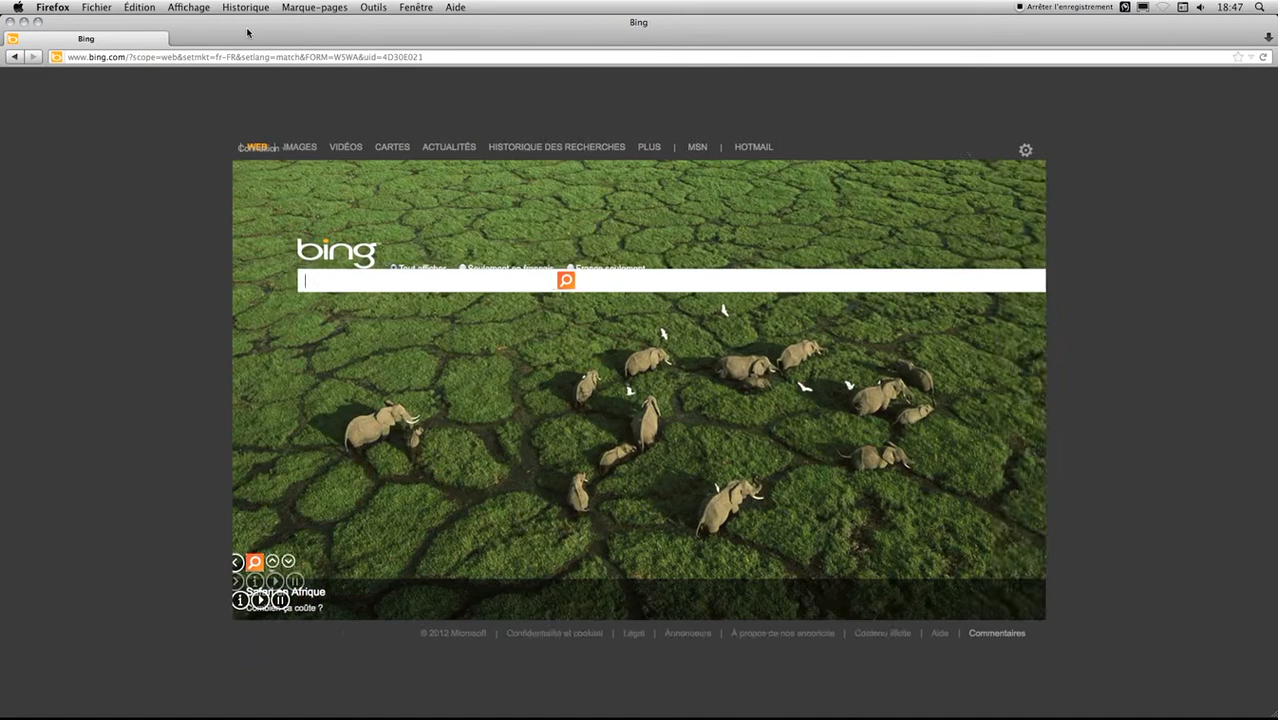 Firefox Fichier Édition Affichage Historique Marque-pages Outils Fenêtre Aide Arrêter l'enregistrement 18:47
Bing
Bing
www.bing.com/?scope=web&setmkt=fr-FR&setlang=match&FORM=W5WA&uid=4D30E021
| WEB | IMAGES VIDÉOS CARTES ACTUALITÉS HISTORIQUE DES RECHERCHES PLUS | MSN | HOTMAIL
Connexion
bing
Tout afficher Seulement en français France seulement
Safari en Afrique
Combien ça coûte ?
© 2012 Microsoft | Confidentialité et cookies | Légal | Annonceurs | À propos de nos annonces | Contenu illicite | Aide | Commentaires